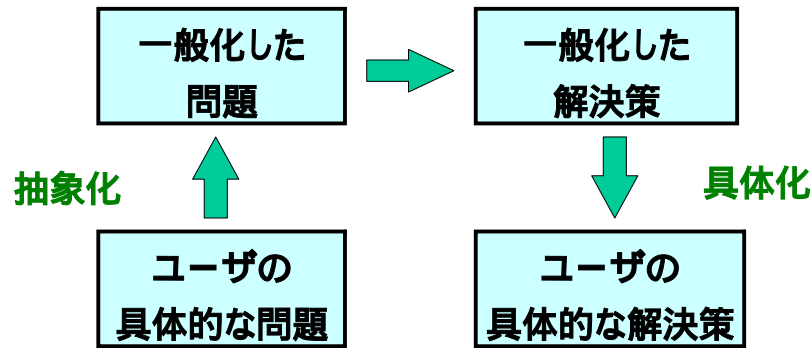 一般化した
問題
一般化した
解決策
抽象化
具体化
ユーザの
具体的な問題
ユーザの
具体的な解決策